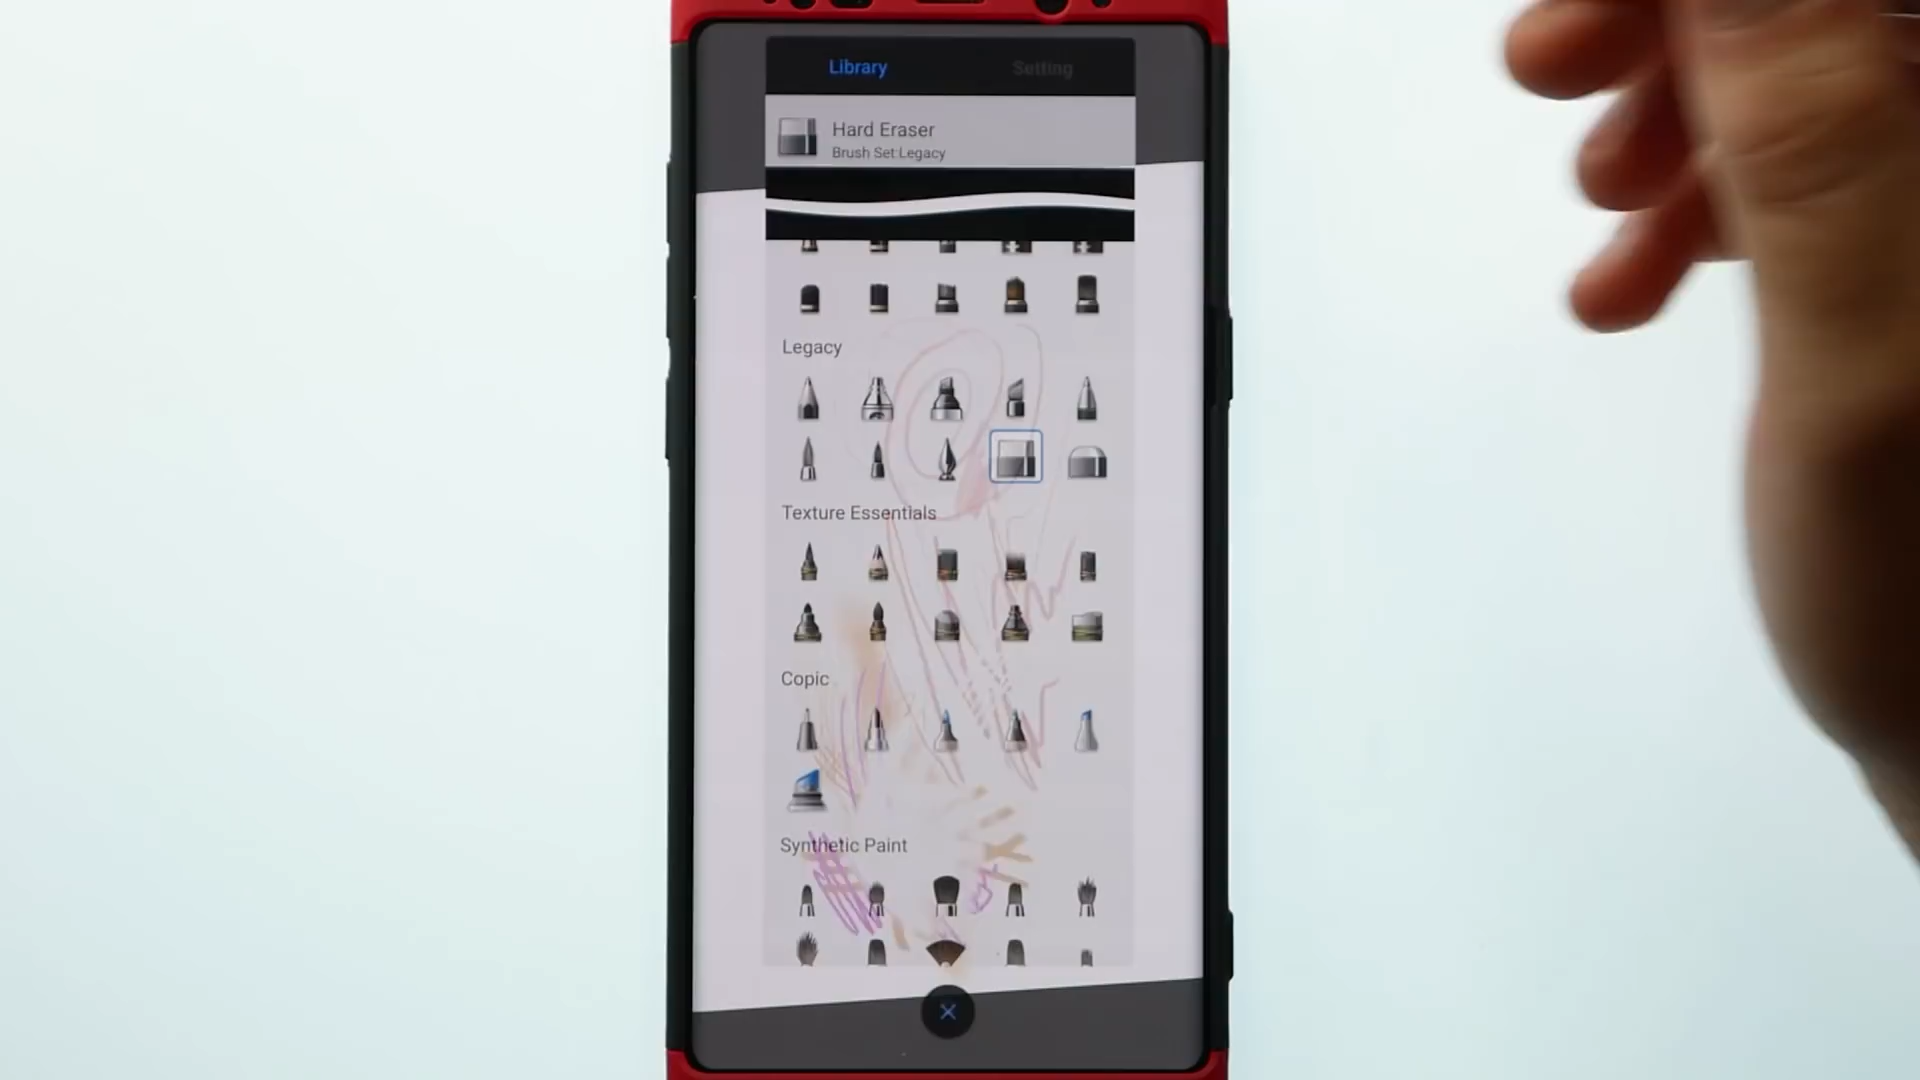 Library
Setting
Hard Eraser
Brush Set:Legacy
Legacy
Texture Essentials
Copic
Synthetic Paint